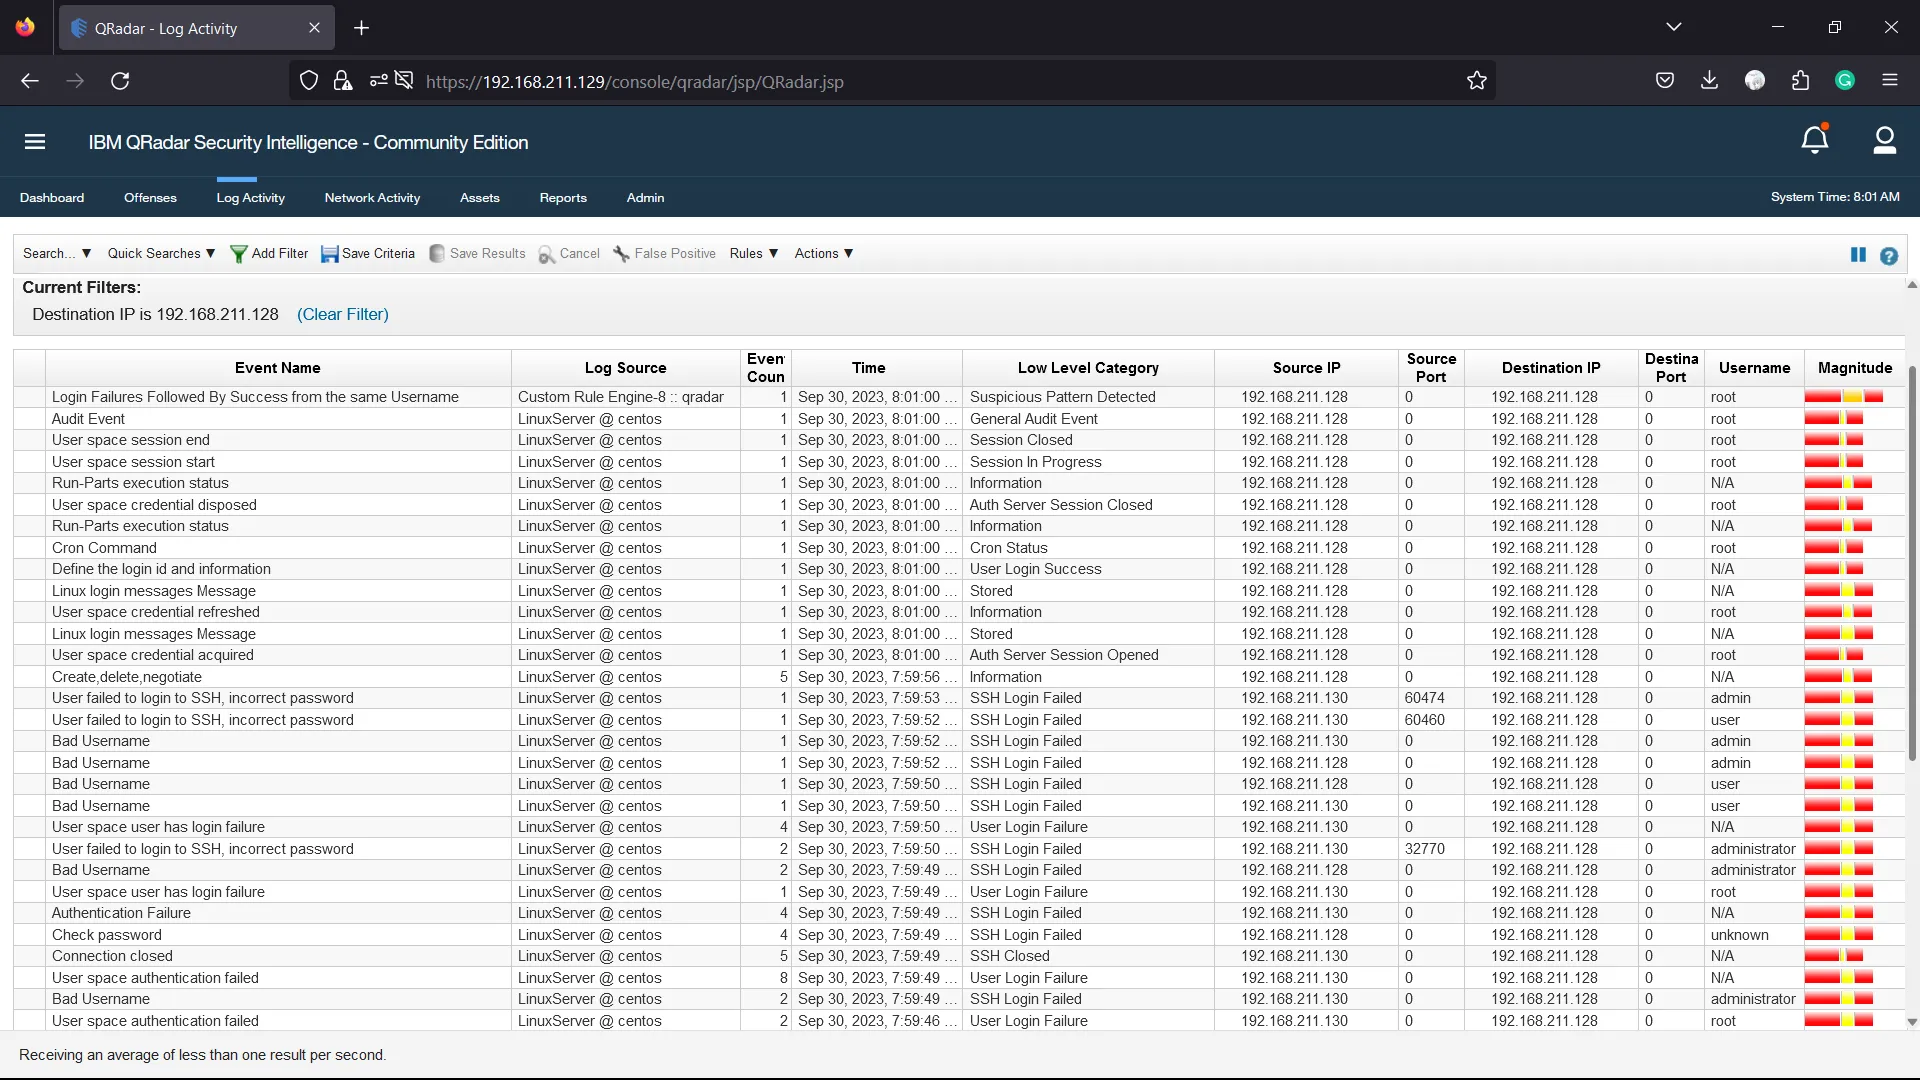 QRadar - Log Activity
https://192.168.211.129/console/qradar/jsp/QRadar.jsp
IBM QRadar Security Intelligence - Community Edition
Dashboard Offenses Log Activity Network Activity Assets Reports Admin System Time: 8:01 AM
Search... ▼ Quick Searches ▼ Add Filter Save Criteria Save Results Cancel False Positive Rules ▼ Actions ▼
Current Filters:
Destination IP is 192.168.211.128 (Clear Filter)
Event Name Log Source Even Coun Time Low Level Category Source IP Source Port Destination IP Destina Port Username Magnitude
Login Failures Followed By Success from the same Username Custom Rule Engine-8 :: qradar 1 Sep 30, 2023, 8:01:00 ... Suspicious Pattern Detected 192.168.211.128 0 192.168.211.128 0 root
Audit Event LinuxServer @ centos 1 Sep 30, 2023, 8:01:00 ... General Audit Event 192.168.211.128 0 192.168.211.128 0 root
User space session end LinuxServer @ centos 1 Sep 30, 2023, 8:01:00 ... Session Closed 192.168.211.128 0 192.168.211.128 0 root
User space session start LinuxServer @ centos 1 Sep 30, 2023, 8:01:00 ... Session In Progress 192.168.211.128 0 192.168.211.128 0 root
Run-Parts execution status LinuxServer @ centos 1 Sep 30, 2023, 8:01:00 ... Information 192.168.211.128 0 192.168.211.128 0 N/A
User space credential disposed LinuxServer @ centos 1 Sep 30, 2023, 8:01:00 ... Auth Server Session Closed 192.168.211.128 0 192.168.211.128 0 root
Run-Parts execution status LinuxServer @ centos 1 Sep 30, 2023, 8:01:00 ... Information 192.168.211.128 0 192.168.211.128 0 N/A
Cron Command LinuxServer @ centos 1 Sep 30, 2023, 8:01:00 ... Cron Status 192.168.211.128 0 192.168.211.128 0 root
Define the login id and information LinuxServer @ centos 1 Sep 30, 2023, 8:01:00 ... User Login Success 192.168.211.128 0 192.168.211.128 0 N/A
Linux login messages Message LinuxServer @ centos 1 Sep 30, 2023, 8:01:00 ... Stored 192.168.211.128 0 192.168.211.128 0 N/A
User space credential refreshed LinuxServer @ centos 1 Sep 30, 2023, 8:01:00 ... Information 192.168.211.128 0 192.168.211.128 0 root
Linux login messages Message LinuxServer @ centos 1 Sep 30, 2023, 8:01:00 ... Stored 192.168.211.128 0 192.168.211.128 0 N/A
User space credential acquired LinuxServer @ centos 1 Sep 30, 2023, 8:01:00 ... Auth Server Session Opened 192.168.211.128 0 192.168.211.128 0 root
Create,delete,negotiate LinuxServer @ centos 5 Sep 30, 2023, 7:59:56 ... Information 192.168.211.128 0 192.168.211.128 0 N/A
User failed to login to SSH, incorrect password LinuxServer @ centos 1 Sep 30, 2023, 7:59:53 ... SSH Login Failed 192.168.211.130 60474 192.168.211.128 0 admin
User failed to login to SSH, incorrect password LinuxServer @ centos 1 Sep 30, 2023, 7:59:52 ... SSH Login Failed 192.168.211.130 60460 192.168.211.128 0 user
Bad Username LinuxServer @ centos 1 Sep 30, 2023, 7:59:52 ... SSH Login Failed 192.168.211.130 0 192.168.211.128 0 admin
Bad Username LinuxServer @ centos 1 Sep 30, 2023, 7:59:52 ... SSH Login Failed 192.168.211.128 0 192.168.211.128 0 admin
Bad Username LinuxServer @ centos 1 Sep 30, 2023, 7:59:50 ... SSH Login Failed 192.168.211.128 0 192.168.211.128 0 user
Bad Username LinuxServer @ centos 1 Sep 30, 2023, 7:59:50 ... SSH Login Failed 192.168.211.130 0 192.168.211.128 0 user
User space user has login failure LinuxServer @ centos 4 Sep 30, 2023, 7:59:50 ... User Login Failure 192.168.211.130 0 192.168.211.128 0 N/A
User failed to login to SSH, incorrect password LinuxServer @ centos 2 Sep 30, 2023, 7:59:50 ... SSH Login Failed 192.168.211.130 32770 192.168.211.128 0 administrator
Bad Username LinuxServer @ centos 2 Sep 30, 2023, 7:59:49 ... SSH Login Failed 192.168.211.128 0 192.168.211.128 0 administrator
User space user has login failure LinuxServer @ centos 1 Sep 30, 2023, 7:59:49 ... User Login Failure 192.168.211.130 0 192.168.211.128 0 root
Authentication Failure LinuxServer @ centos 4 Sep 30, 2023, 7:59:49 ... SSH Login Failed 192.168.211.130 0 192.168.211.128 0 N/A
Check password LinuxServer @ centos 4 Sep 30, 2023, 7:59:49 ... SSH Login Failed 192.168.211.128 0 192.168.211.128 0 unknown
Connection closed LinuxServer @ centos 5 Sep 30, 2023, 7:59:49 ... SSH Closed 192.168.211.130 0 192.168.211.128 0 N/A
User space authentication failed LinuxServer @ centos 8 Sep 30, 2023, 7:59:49 ... User Login Failure 192.168.211.130 0 192.168.211.128 0 N/A
Bad Username LinuxServer @ centos 2 Sep 30, 2023, 7:59:49 ... SSH Login Failed 192.168.211.130 0 192.168.211.128 0 administrator
User space authentication failed LinuxServer @ centos 2 Sep 30, 2023, 7:59:46 ... User Login Failure 192.168.211.130 0 192.168.211.128 0 root
Receiving an average of less than one result per second.